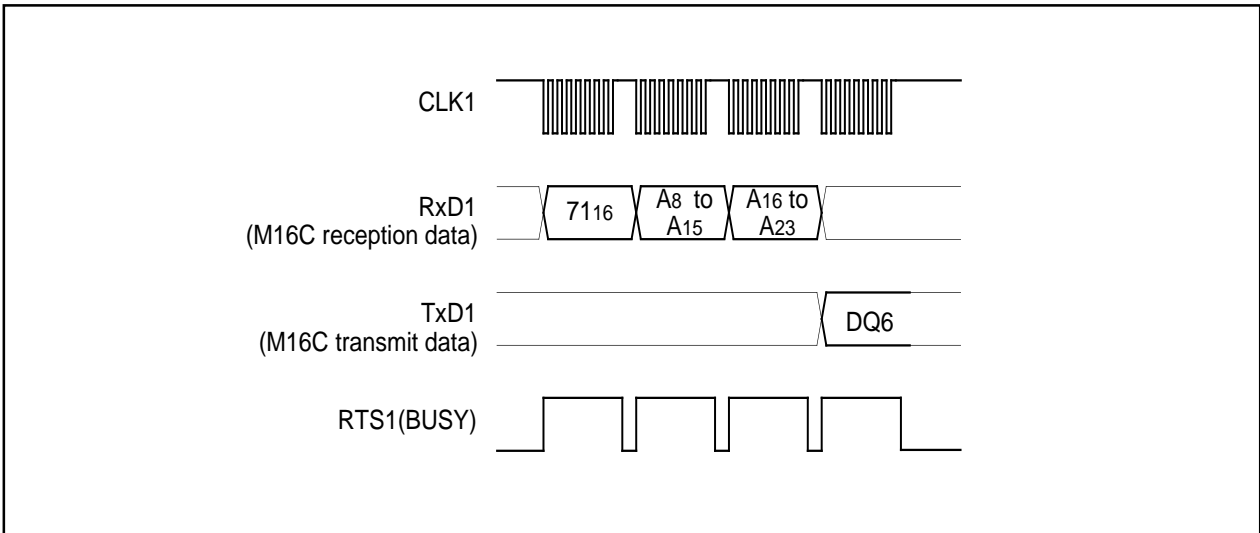 CLK1
RxD1
(M16C reception data)
7116
A8 to
A15
A16 to
A23
TxD1
(M16C transmit data)
DQ6
RTS1(BUSY)